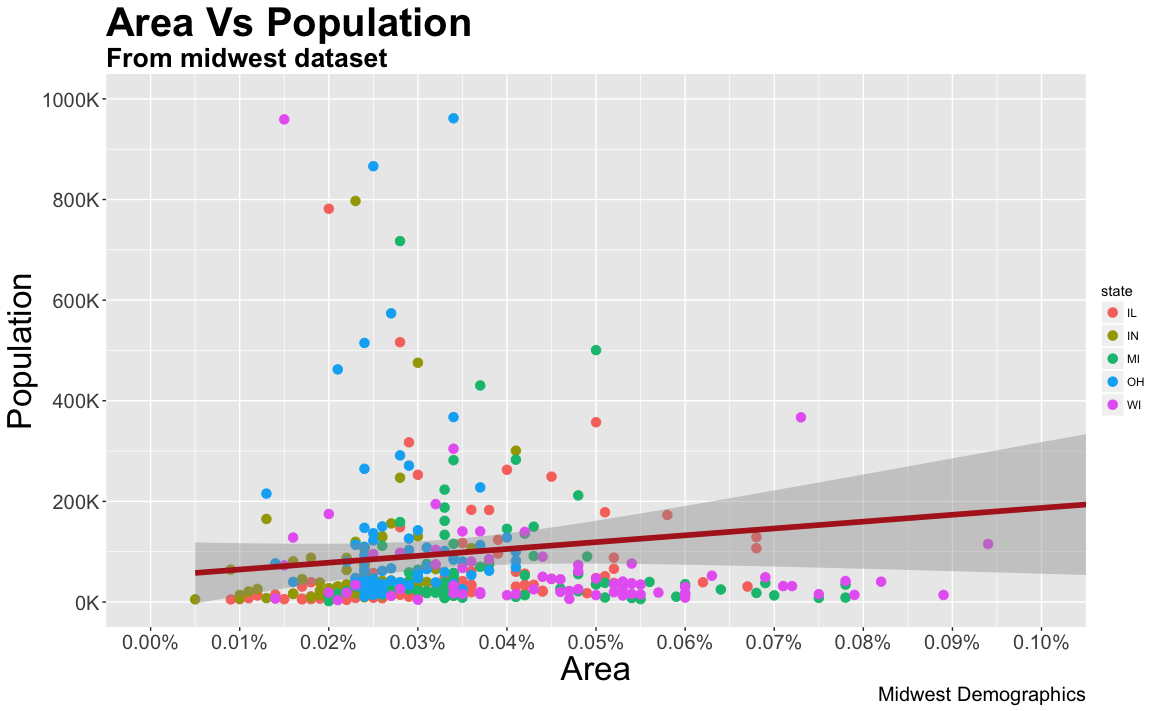 Area Vs Population
From midwest dataset
Population
1000K
800K
600K
400K
200K
0K
0.00% 0.01% 0.02% 0.03% 0.04% 0.05% 0.06% 0.07% 0.08% 0.09% 0.10%
Area
Midwest Demographics
state
IL
IN
MI
OH
WI